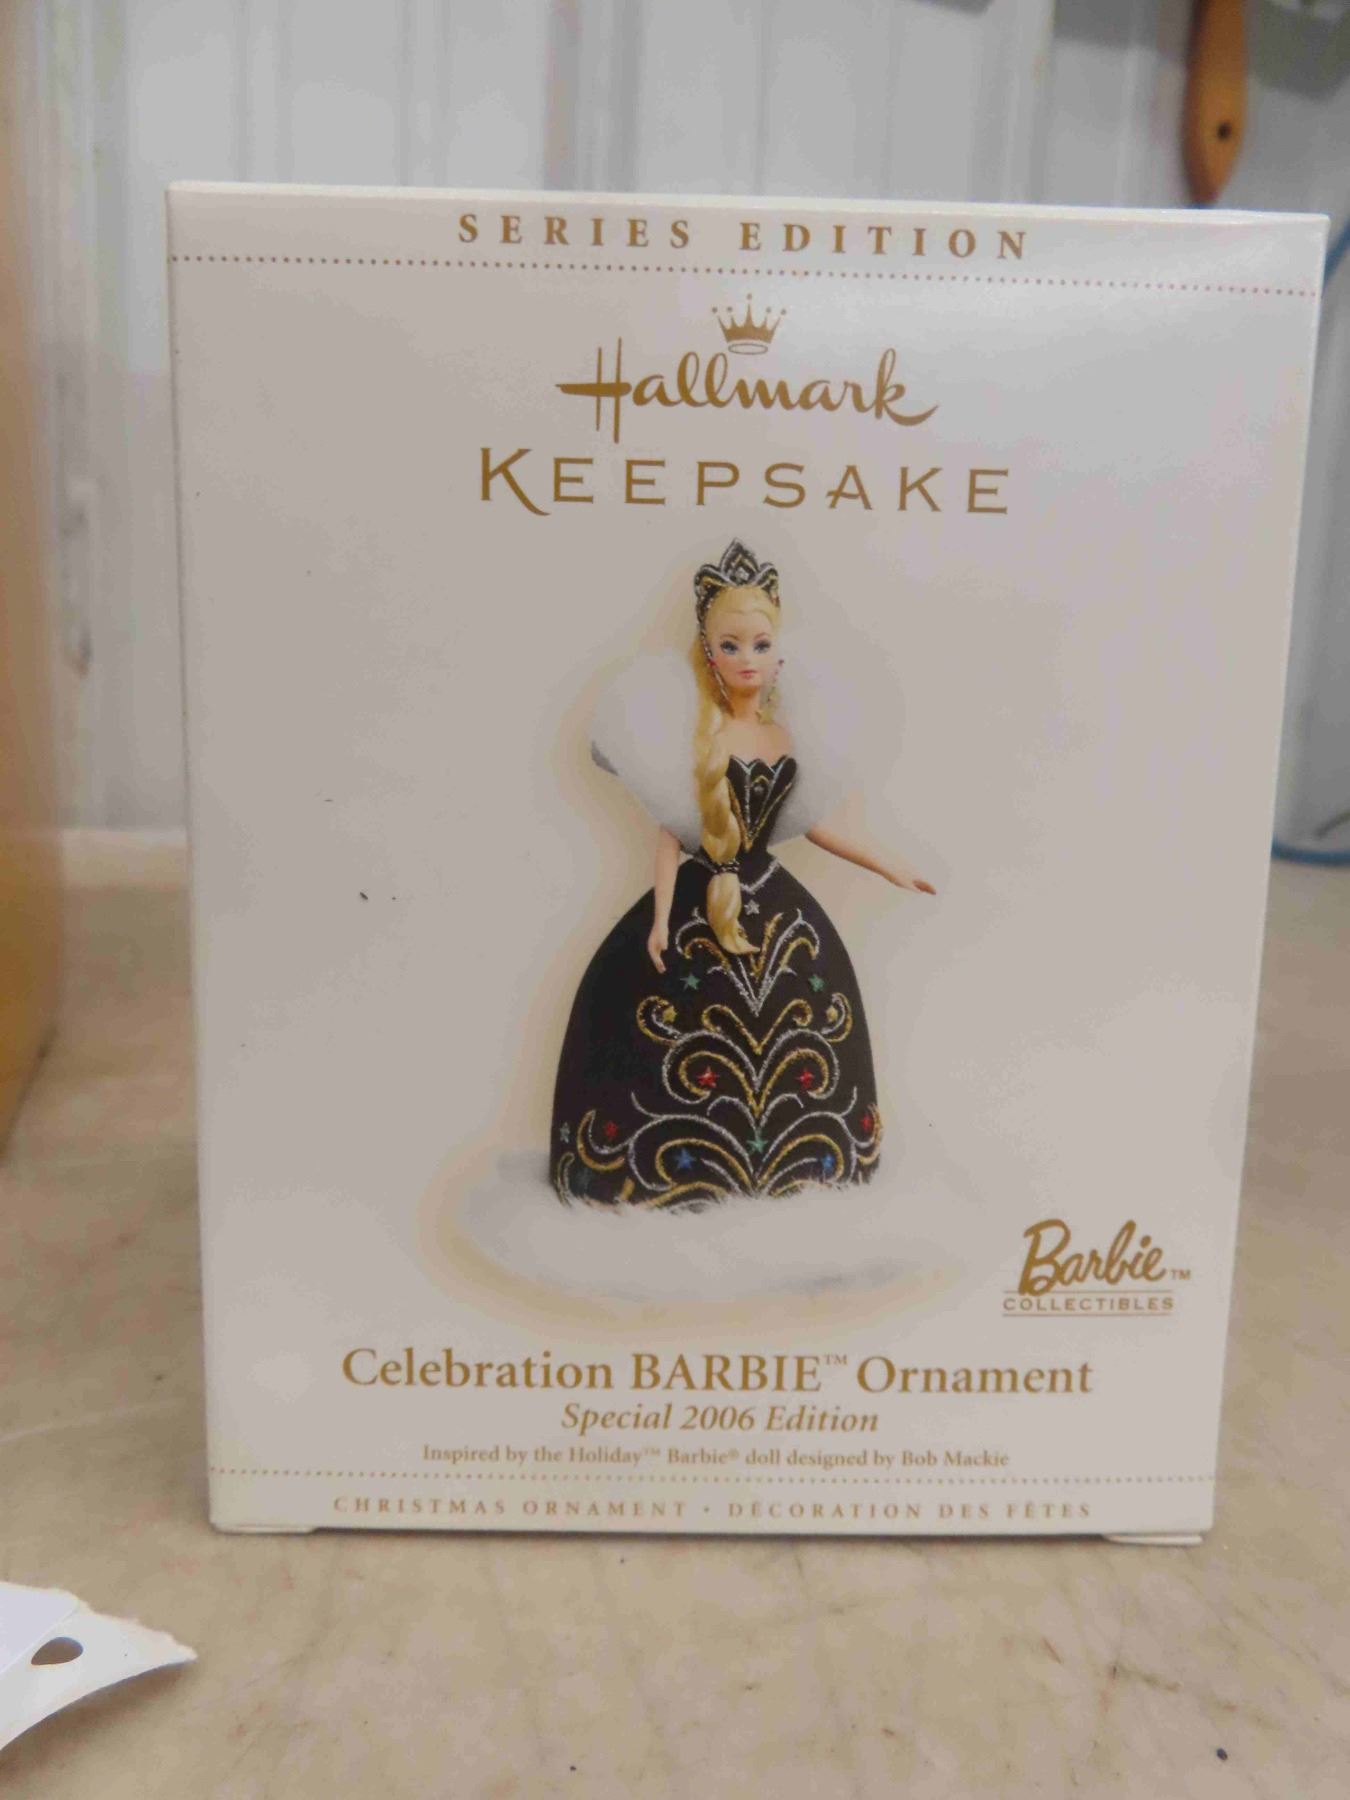 SERIES EDITION
Hallmark
KEEPSAKE
Barbie™
COLLECTIBLES
Celebration BARBIE™ Ornament
Special 2006 Edition
Inspired by the Holiday™ Barbie® doll designed by Bob Mackie
CHRISTMAS ORNAMENT • DÉCORATION DES FÊTES